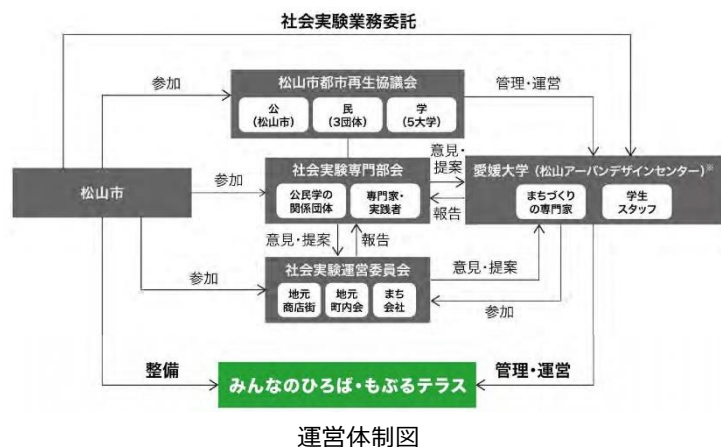 社会実験業務委託
松山市都市再生協議会
公
(松山市)
民
(3団体)
学
(5大学)
参加
管理・運営
松山市
参加
社会実験専門部会
公民学の
関係団体
専門家・
実践者
意見・
提案
報告
愛媛大学(松山アーバンデザインセンター)※
まちづくり
の専門家
学生
スタッフ
意見・提案
報告
参加
社会実験運営委員会
地元
商店街
地元
町内会
まち
会社
意見・提案
参加
整備
みんなのひろば・もぶるテラス
管理・運営
運営体制図